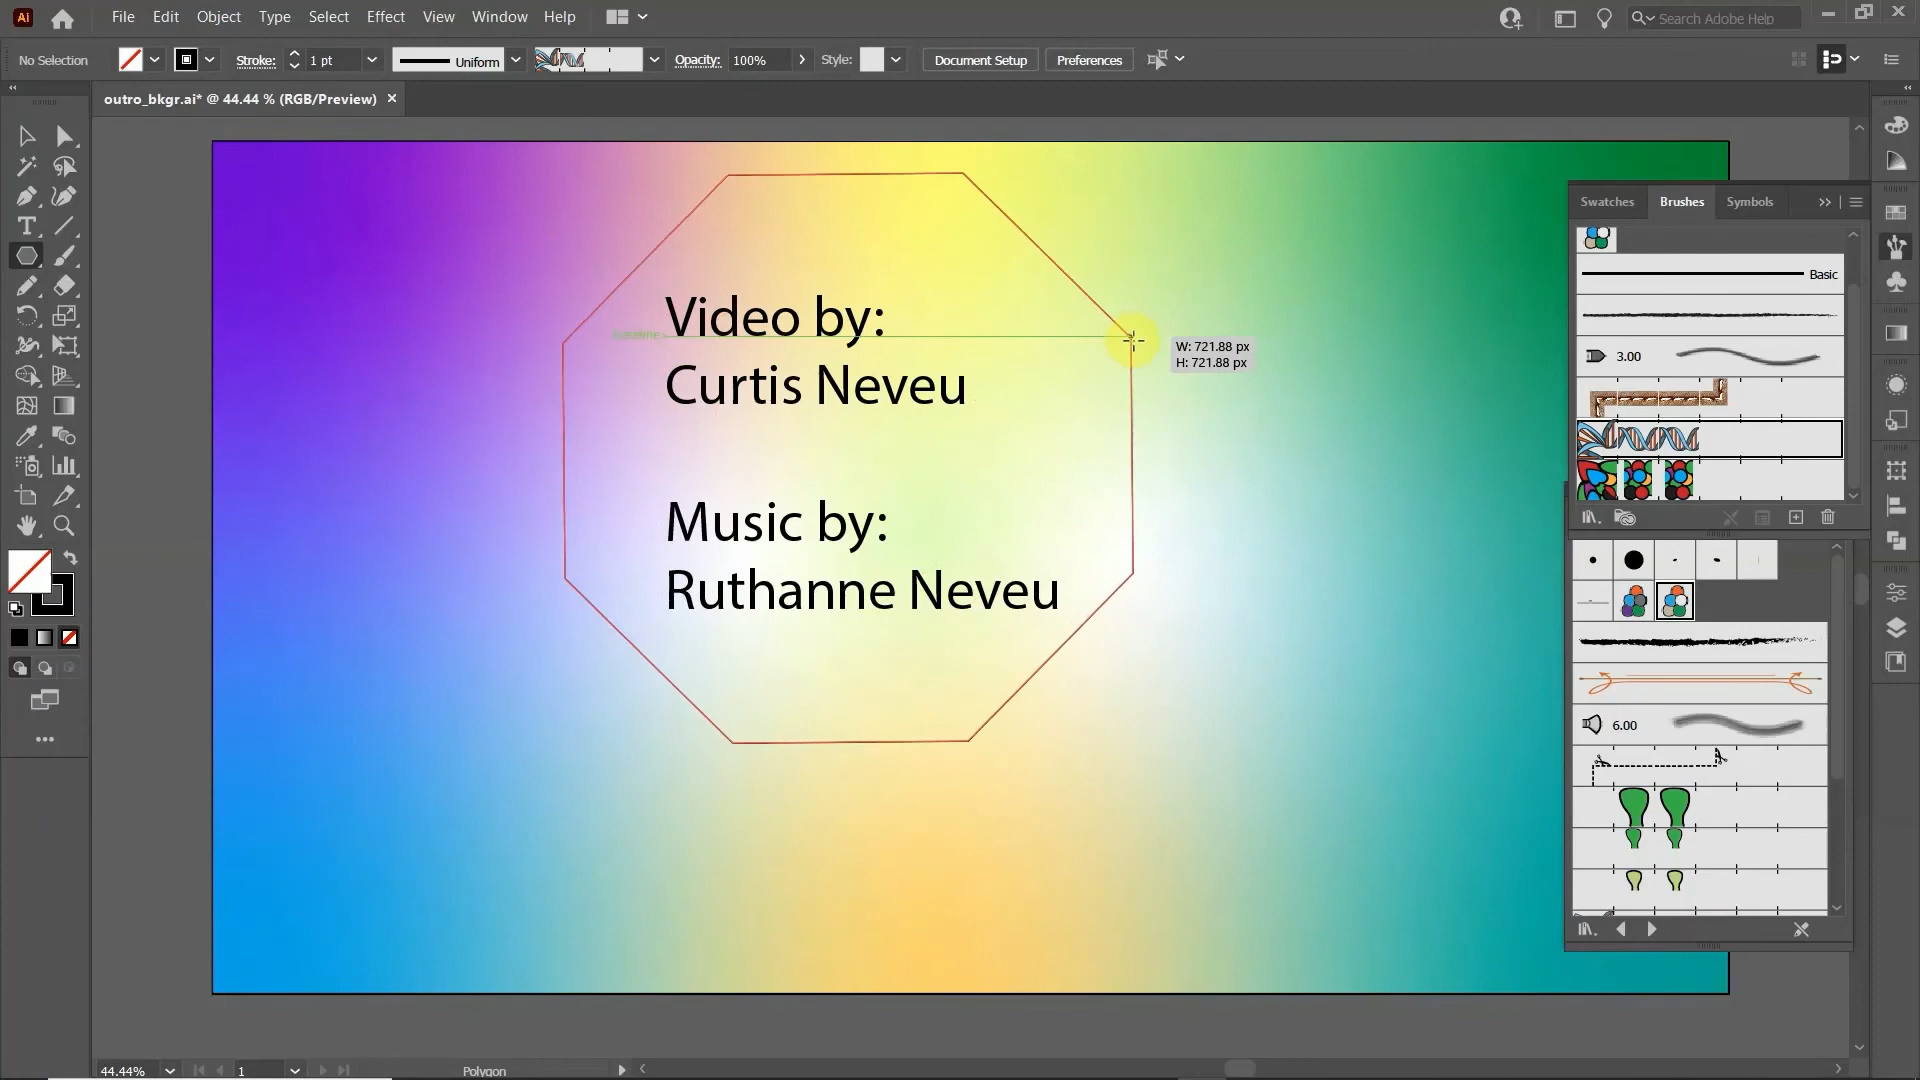 Ai File Edit Object Type Select Effect View Window Help Search Adobe Help
No Selection Stroke: 1 pt Uniform Opacity: 100% Style: Document Setup Preferences
outro_bkgr.ai* @ 44.44 % (RGB/Preview) ×
Swatches Brushes Symbols
Basic
3.00
Video by:
Curtis Neveu
W: 721.88 px
H: 721.88 px
Music by:
Ruthanne Neveu
6.00
44.44% 1 Polygon